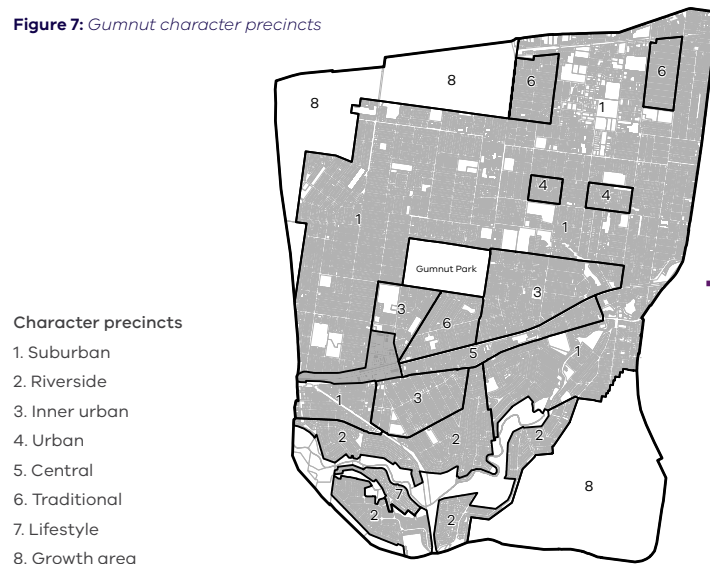 Figure 7: Gumnut character precincts
6
8
6
8
1
4
4
1
1
Gumnut Park
3
3
6
5
1
1
3
2
2
2
8
7
2
2
Character precincts
1. Suburban
2. Riverside
3. Inner urban
4. Urban
5. Central
6. Traditional
7. Lifestyle
8. Growth area